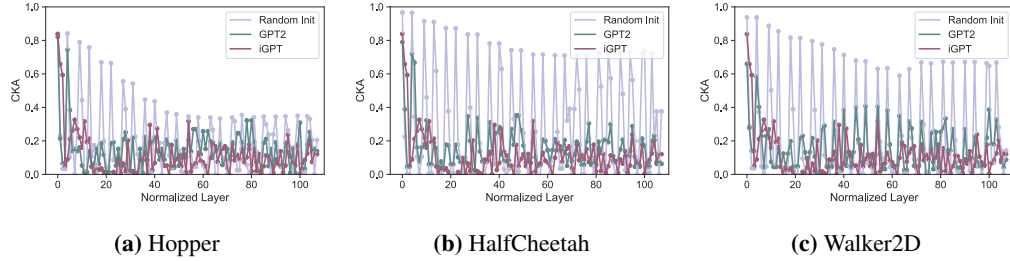 1.0
0.8
0.6
0.4
0.2
0.0
CKA
0 20 40 60 80 100
Normalized Layer
Random Init
GPT2
iGPT
(a) Hopper
1.0
0.8
0.6
0.4
0.2
0.0
CKA
0 20 40 60 80 100
Normalized Layer
Random Init
GPT2
iGPT
(b) HalfCheetah
1.0
0.8
0.6
0.4
0.2
0.0
CKA
0 20 40 60 80 100
Normalized Layer
Random Init
GPT2
iGPT
(c) Walker2D